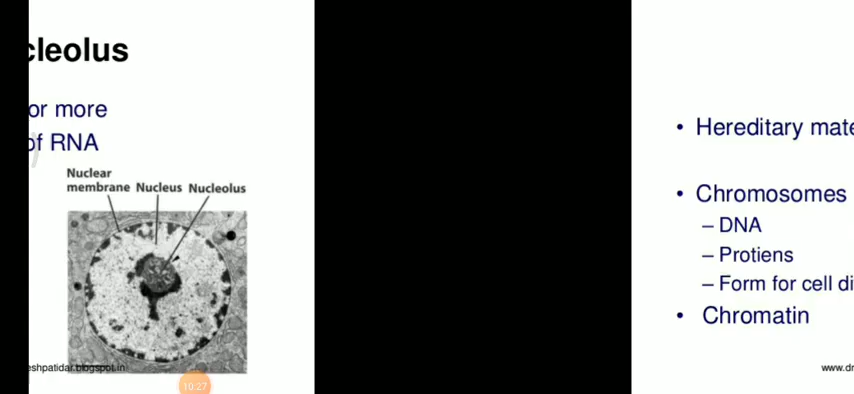 cleolus
or more
of RNA
Nuclear
membrane Nucleus Nucleolus
eshpatidar.blogspot.in
10:27
• Hereditary mate
• Chromosomes
– DNA
– Protiens
– Form for cell di
• Chromatin
www.dr